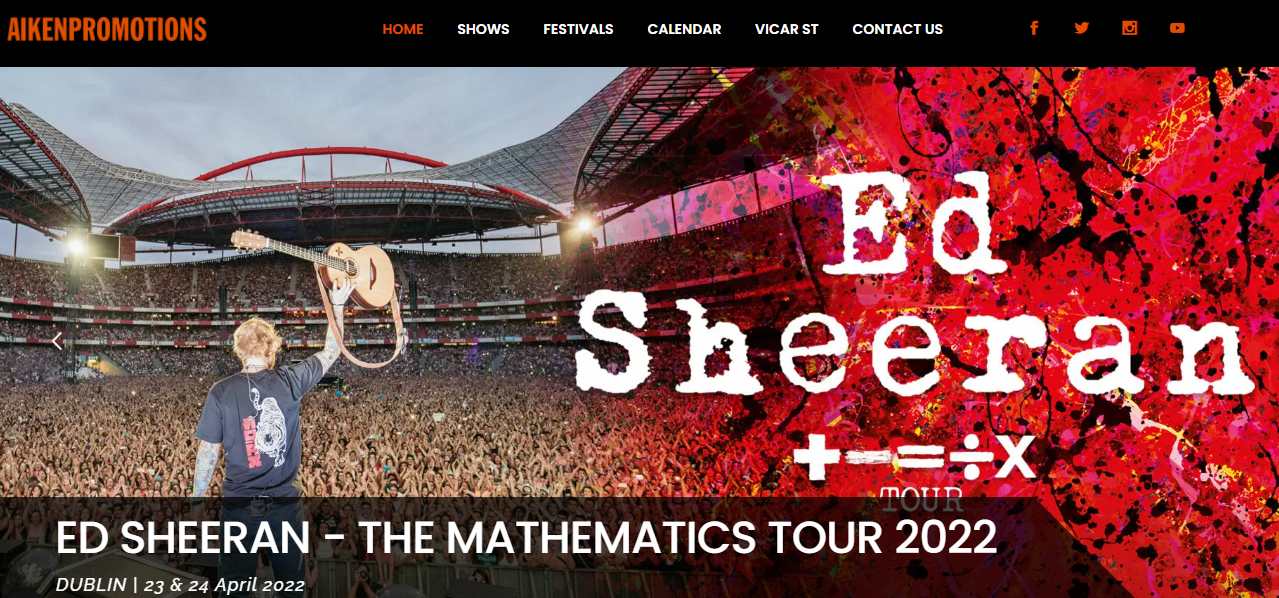 AIKENPROMOTIONS
HOME SHOWS FESTIVALS CALENDAR VICAR ST CONTACT US
Ed
Sheeran
+-=÷x
TOUR
ED SHEERAN - THE MATHEMATICS TOUR 2022
DUBLIN | 23 & 24 April 2022